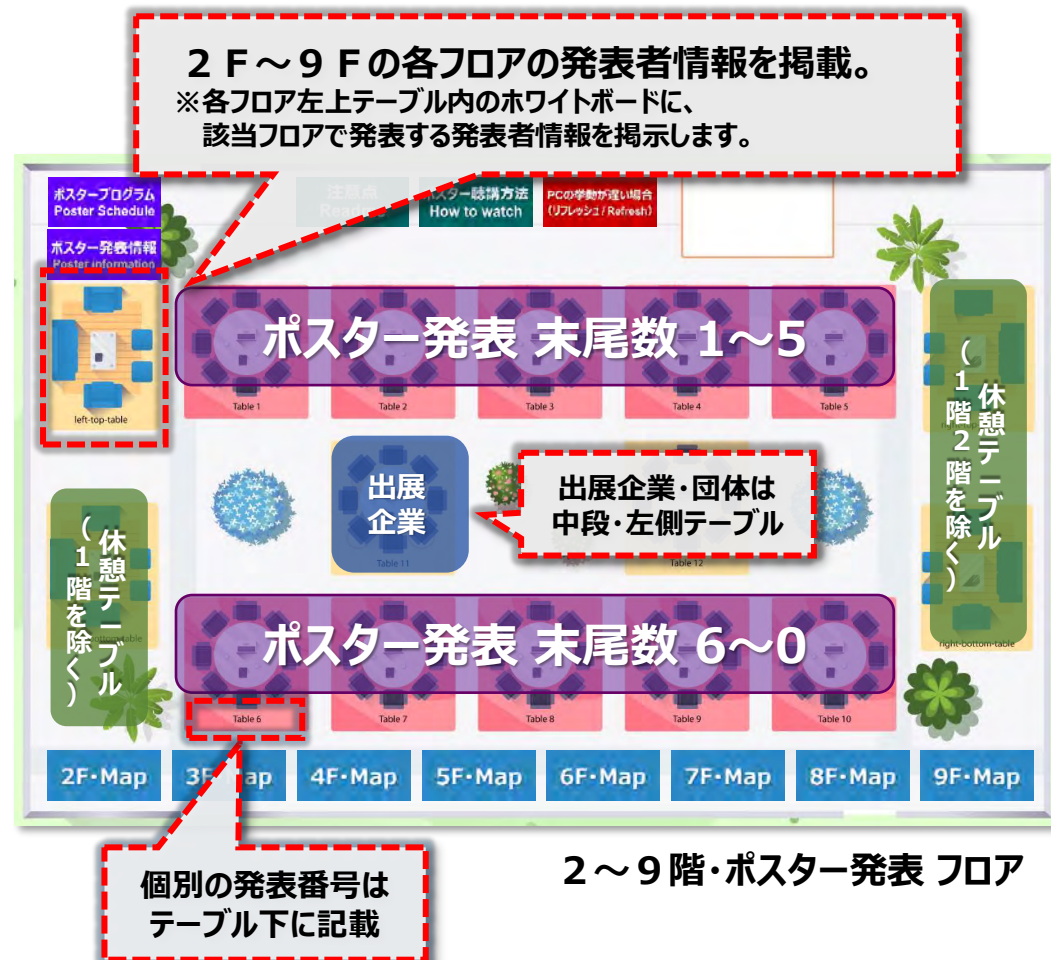 ２Ｆ～９Ｆの各フロアの発表者情報を掲載。
※各フロア左上テーブル内のホワイトボードに、
該当フロアで発表する発表者情報を掲示します。
ポスタープログラム
Poster Schedule
ポスター発表情報
Poster Information
注意点
ポスター聴講方法
How to watch
PCの挙動が遅い場合
(リフレッシュ / Refresh)
left-top-table
ポスター発表 末尾数 1～5
Table 1
Table 2
Table 3
Table 4
Table 5
休憩テーブル
（1階2階を除く）
出展
企業
Table 11
出展企業・団体は
中段・左側テーブル
Table 12
休憩テーブル
（1階を除く）
ポスター発表 末尾数 6～0
right-bottom-table
Table 6
Table 7
Table 8
Table 9
Table 10
2F・Map
3F・Map
4F・Map
5F・Map
6F・Map
7F・Map
8F・Map
9F・Map
個別の発表番号は
テーブル下に記載
２～９階・ポスター発表 フロア